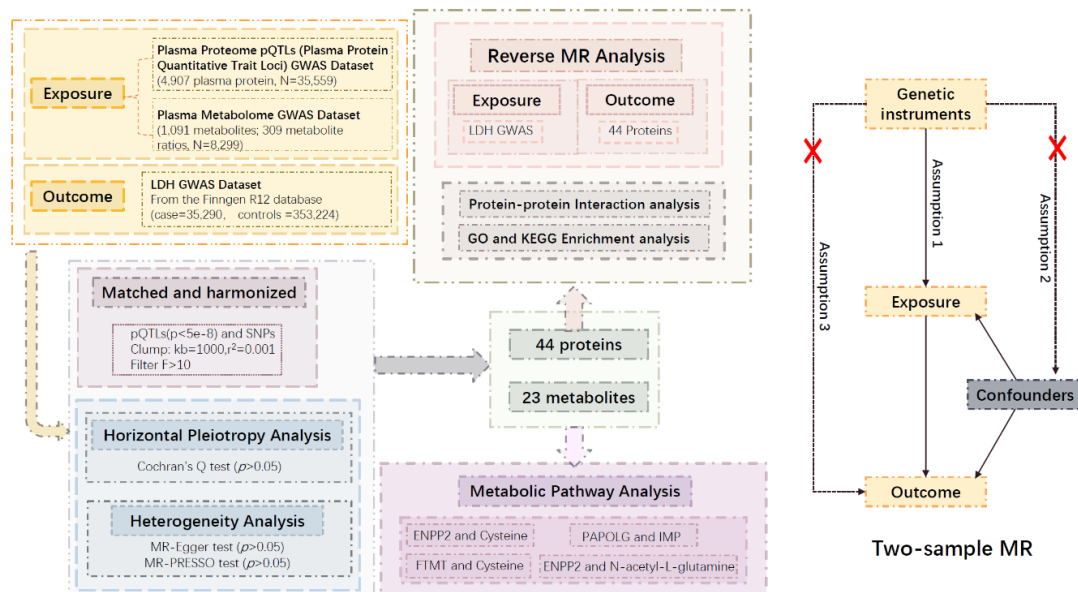 Exposure
Plasma Proteome pQTLs (Plasma Protein
Quantitative Trait Loci) GWAS Dataset
(4,907 plasma protein, N=35,559)
Plasma Metabolome GWAS Dataset
(1,091 metabolites; 309 metabolite
ratios, N=8,299)
Outcome
LDH GWAS Dataset
From the Finngen R12 database
(case=35,290, controls =353,224)
Matched and harmonized
pQTLs(p<5e-8) and SNPs
Clump: kb=1000,r²=0.001
Filter F>10
Horizontal Pleiotropy Analysis
Cochran's Q test (p>0.05)
Heterogeneity Analysis
MR-Egger test (p>0.05)
MR-PRESSO test (p>0.05)
Reverse MR Analysis
Exposure
Outcome
LDH GWAS
44 Proteins
Protein-protein Interaction analysis
GO and KEGG Enrichment analysis
44 proteins
23 metabolites
Metabolic Pathway Analysis
ENPP2 and Cysteine
PAPOLG and IMP
FTMT and Cysteine
ENPP2 and N-acetyl-L-glutamine
Genetic
instruments
Assumption 1
Assumption 2
Assumption 3
Exposure
Confounders
Outcome
Two-sample MR